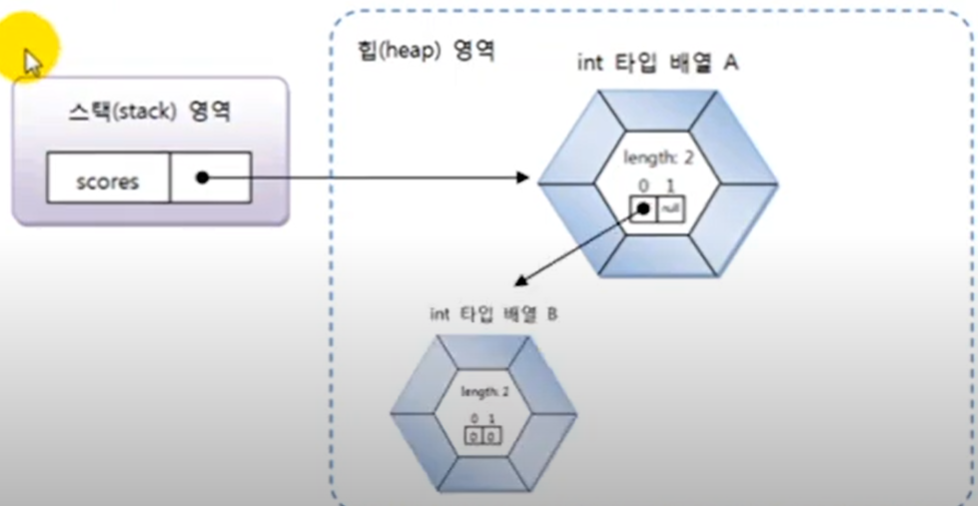 힙(heap) 영역
int 타입 배열 A
스택(stack) 영역
scores
length: 2
0 1
null
int 타입 배열 B
length: 2
0 1
0 0